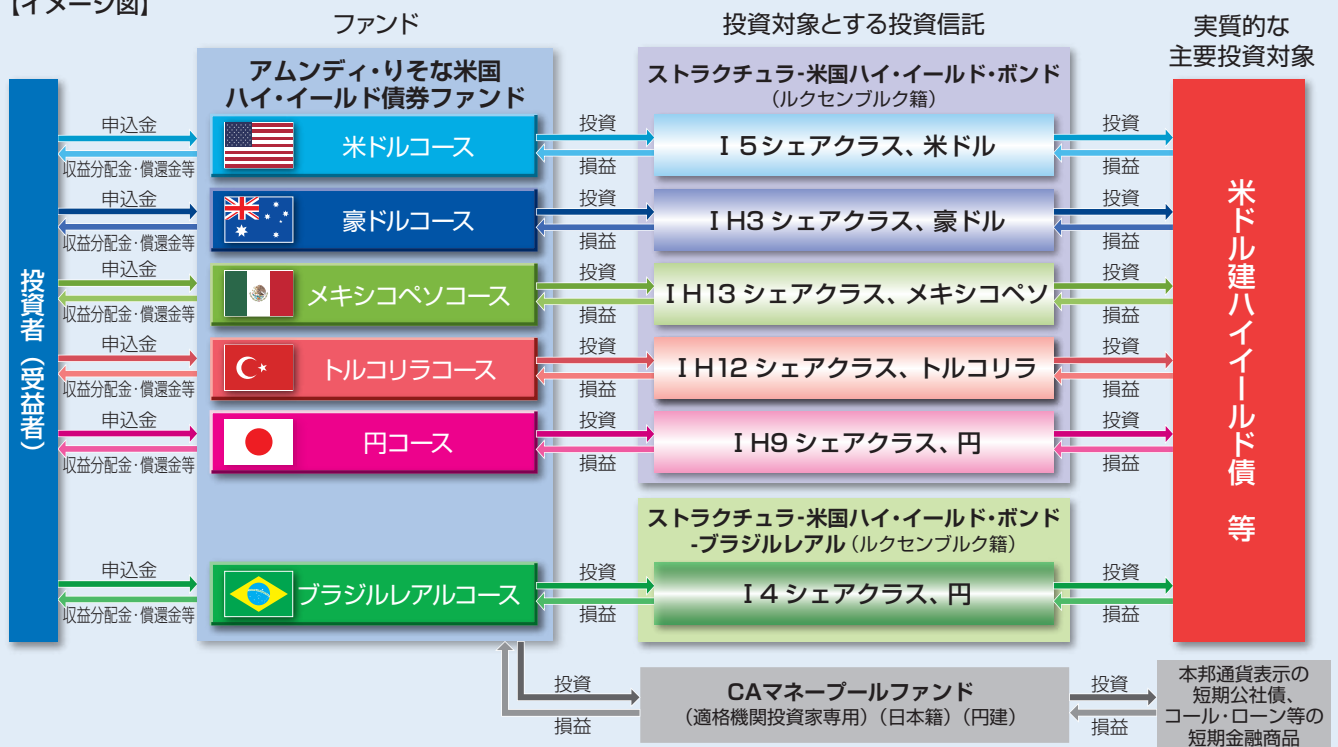 【イメージ図】
ファンド
投資対象とする投資信託
実質的な
主要投資対象
投資者（受益者）
アムンディ・りそな米国
ハイ・イールド債券ファンド
ストラクチュラ-米国ハイ・イールド・ボンド
（ルクセンブルク籍）
申込金
収益分配金・償還金等
米ドルコース
投資
損益
I 5シェアクラス、米ドル
投資
損益
申込金
収益分配金・償還金等
豪ドルコース
投資
損益
I H3 シェアクラス、豪ドル
投資
損益
申込金
収益分配金・償還金等
メキシコペソコース
投資
損益
I H13 シェアクラス、メキシコペソ
投資
損益
申込金
収益分配金・償還金等
トルコリラコース
投資
損益
I H12 シェアクラス、トルコリラ
投資
損益
申込金
収益分配金・償還金等
円コース
投資
損益
I H9 シェアクラス、円
投資
損益
ストラクチュラ-米国ハイ・イールド・ボンド
-ブラジルレアル（ルクセンブルク籍）
申込金
収益分配金・償還金等
ブラジルレアルコース
投資
損益
I 4 シェアクラス、円
投資
損益
米ドル建ハイイールド債 等
投資
損益
CAマネープールファンド
（適格機関投資家専用）（日本籍）（円建）
投資
損益
本邦通貨表示の
短期公社債、
コール・ローン等の
短期金融商品